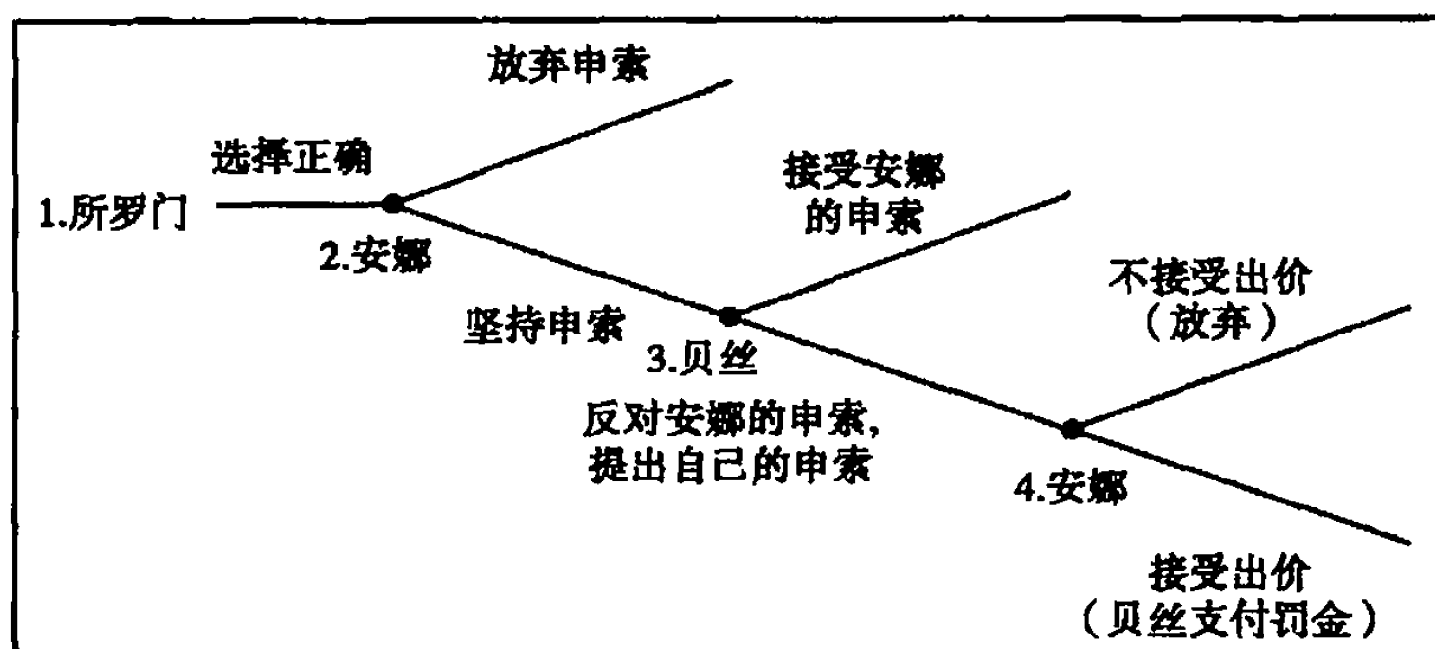 放弃申索
选择正确
1.所罗门
2.安娜
坚持申索
接受安娜
的申索
3.贝丝
反对安娜的申索，
提出自己的申索
不接受出价
（放弃）
4.安娜
接受出价
（贝丝支付罚金）